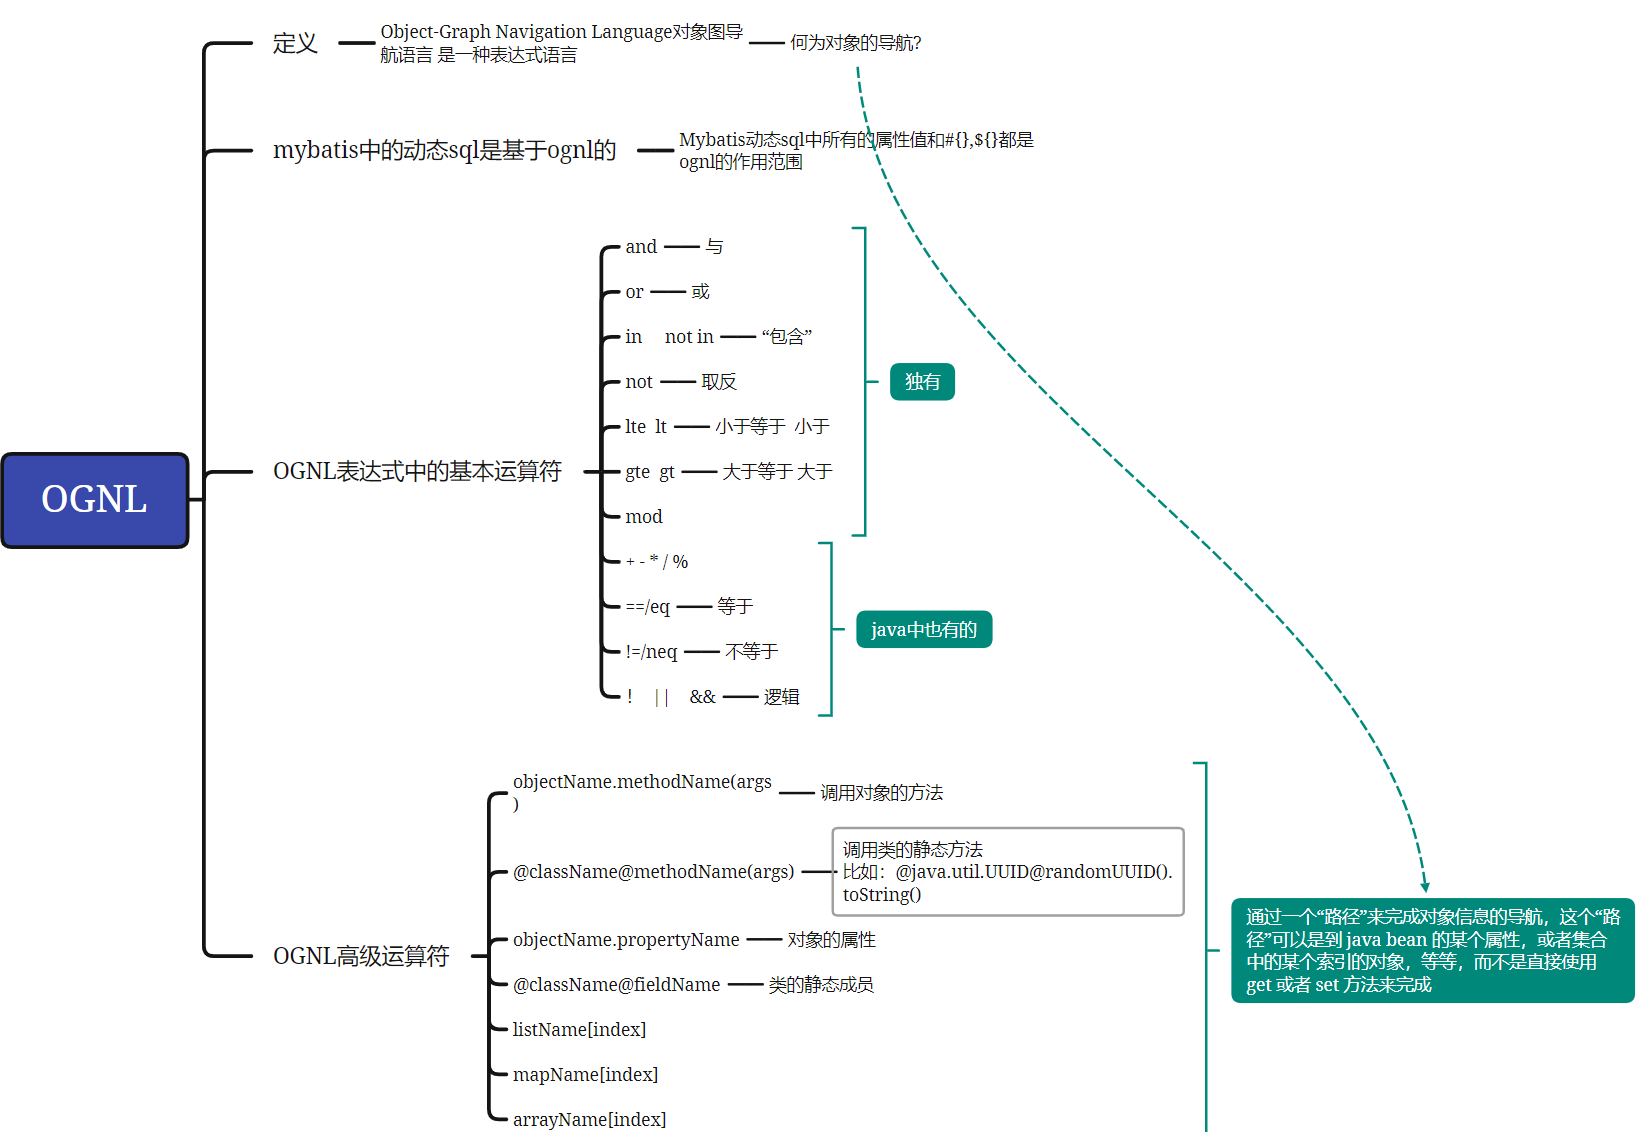 OGNL
定义
Object-Graph Navigation Language对象图导
航语言 是一种表达式语言
何为对象的导航?
mybatis中的动态sql是基于ognl的
Mybatis动态sql中所有的属性值和#{},${}都是
ognl的作用范围
OGNL表达式中的基本运算符
and
与
or
或
in not in
“包含”
not
取反
lte lt
小于等于 小于
gte gt
大于等于 大于
mod
独有
+ - * / %
==/eq
等于
!=/neq
不等于
! || &&
逻辑
java中也有的
OGNL高级运算符
objectName.methodName(args
)
调用对象的方法
@className@methodName(args)
调用类的静态方法
比如：@java.util.UUID@randomUUID().
toString()
objectName.propertyName
对象的属性
@className@fieldName
类的静态成员
listName[index]
mapName[index]
arrayName[index]
通过一个“路径”来完成对象信息的导航，这个“路
径”可以是到 java bean 的某个属性，或者集合
中的某个索引的对象，等等，而不是直接使用
get 或者 set 方法来完成